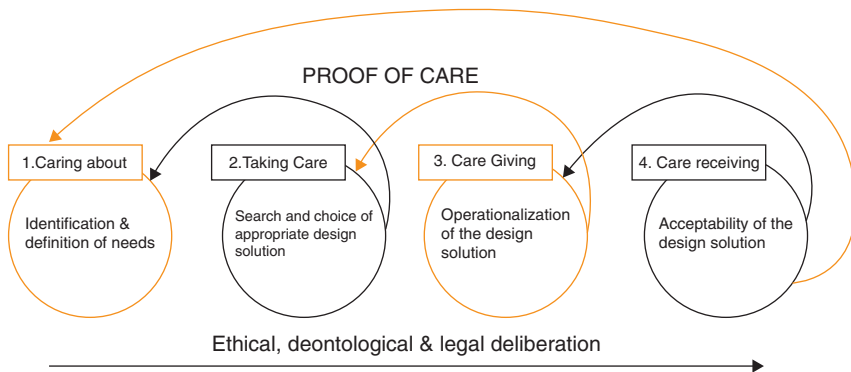 PROOF OF CARE
1.Caring about
Identification &
definition of needs
2.Taking Care
Search and choice of
appropriate design
solution
3. Care Giving
Operationalization
of the design
solution
4. Care receiving
Acceptability of the
design solution
Ethical, deontological & legal deliberation